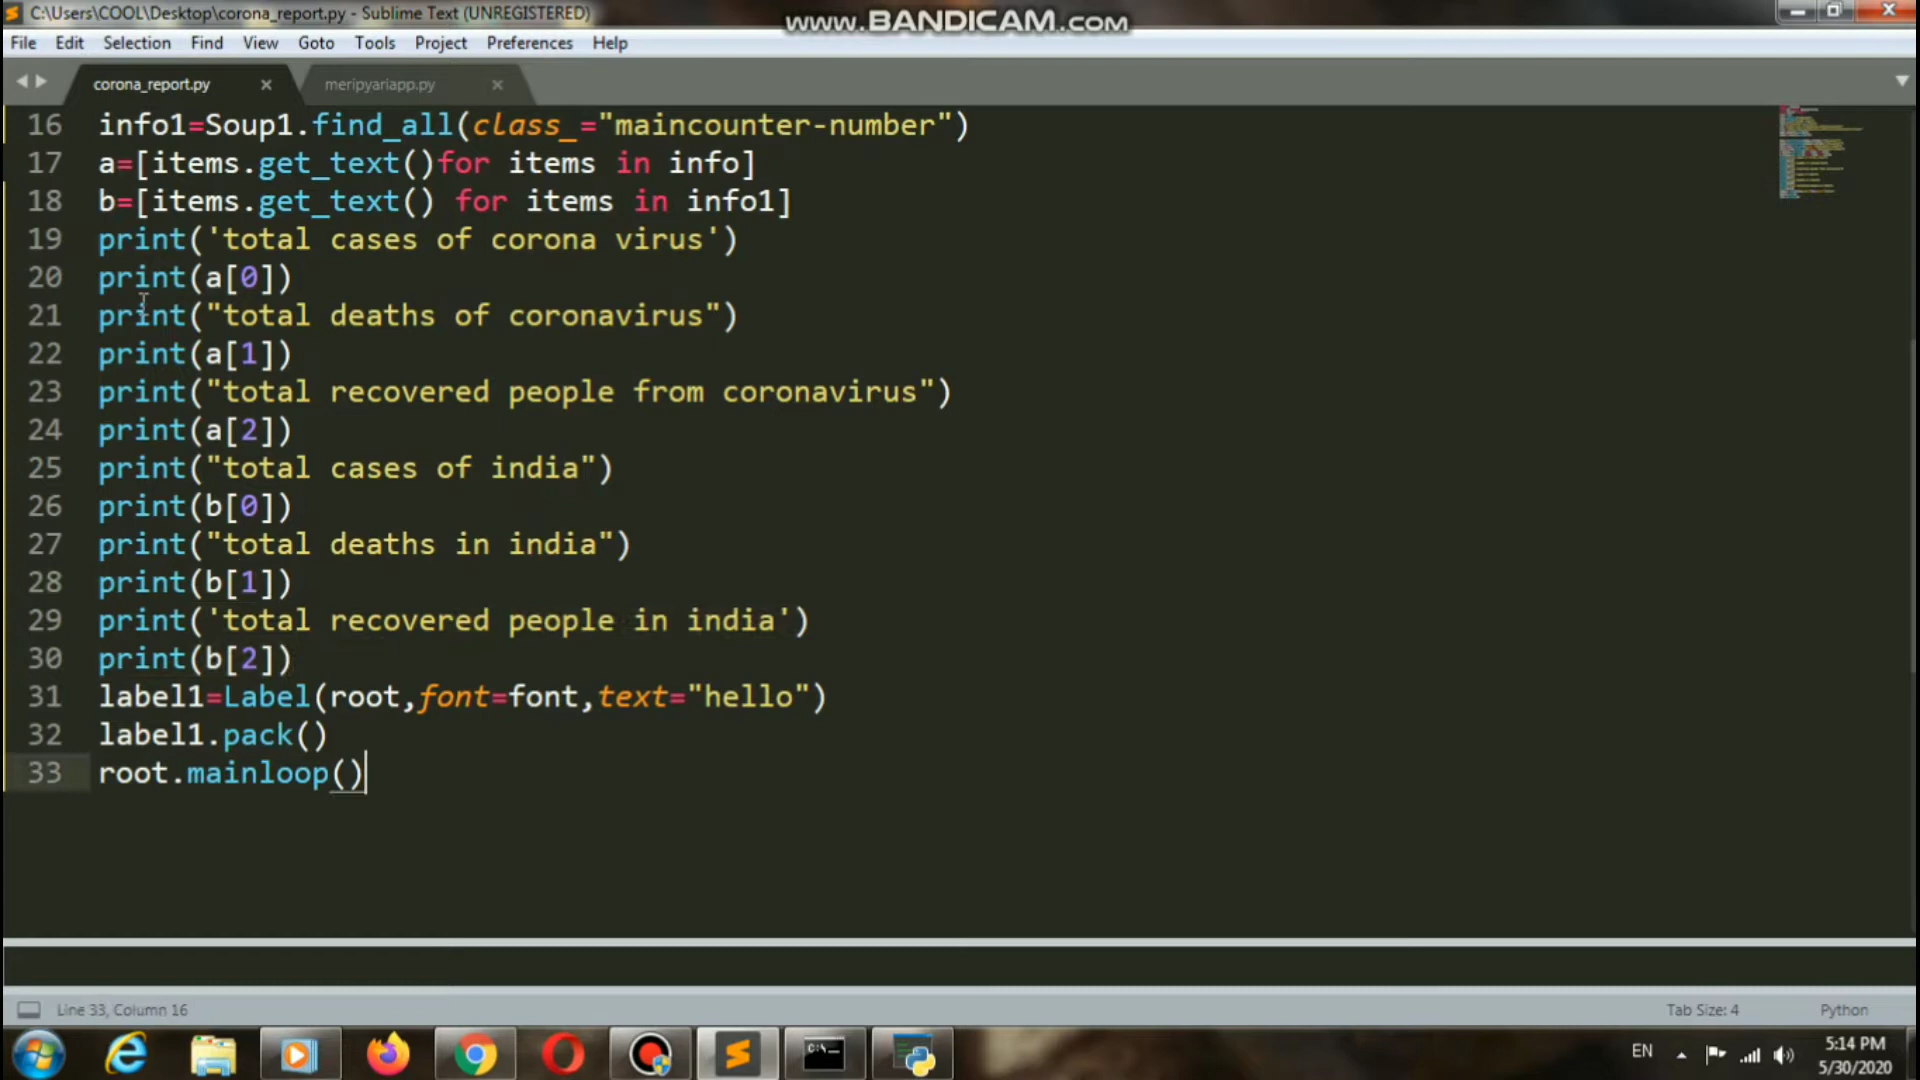 C:\Users\COOL\Desktop\corona_report.py - Sublime Text (UNREGISTERED)
www.BANDICAM.com
File Edit Selection Find View Goto Tools Project Preferences Help
corona_report.py
meripyariapp.py
16 info1=Soup1.find_all(class_="maincounter-number")
17 a=[items.get_text()for items in info]
18 b=[items.get_text() for items in info1]
19 print('total cases of corona virus')
20 print(a[0])
21 print("total deaths of coronavirus")
22 print(a[1])
23 print("total recovered people from coronavirus")
24 print(a[2])
25 print("total cases of india")
26 print(b[0])
27 print("total deaths in india")
28 print(b[1])
29 print('total recovered people in india')
30 print(b[2])
31 label1=Label(root,font=font,text="hello")
32 label1.pack()
33 root.mainloop()
Line 33, Column 16
Tab Size: 4
Python
EN
5:14 PM
5/30/2020